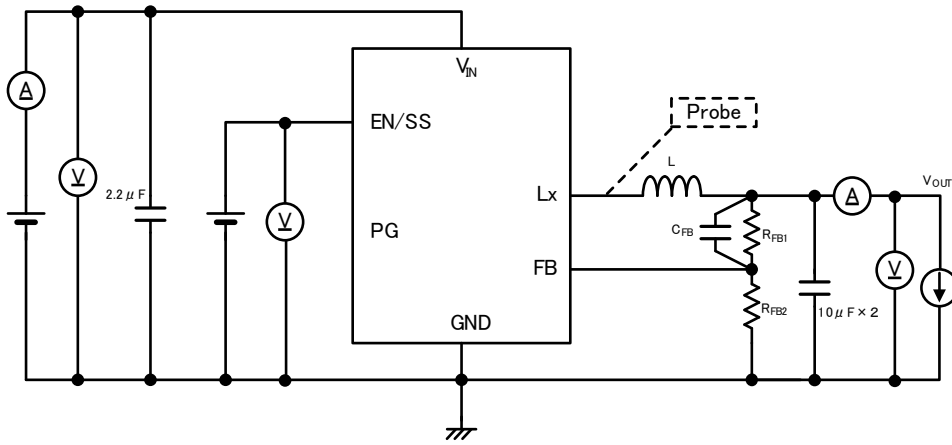 V_IN
A
EN/SS
Probe
L
V_OUT
V
2.2μF
V
Lx
A
PG
C_FB
R_FB1
V
FB
R_FB2
10μF×2
GND